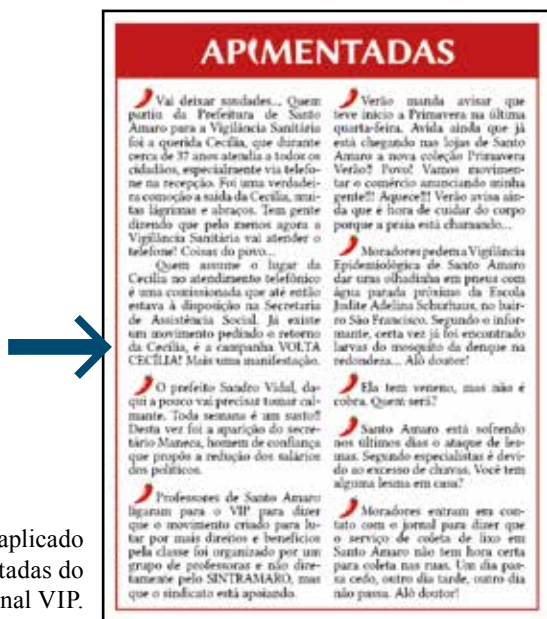 APIMENTADAS
Vai deixar saudades... Quem
partiu da Prefeitura de Santo
Amaro para a Vigilância Sanitária
foi a querida Cecília, que durante
cerca de 37 anos atendia a todos os
cidadãos, especialmente via telefo-
ne na recepção. Foi uma verdadei-
ra comoção a saída da Cecília, mui-
tas lágrimas e abraços. Tem gente
dizendo que pelo menos agora a
Vigilância Sanitária vai atender o
telefone! Coisas do povo...
Quem assume o lugar da
Cecília no atendimento telefônico
é uma comissionada que até então
estava à disposição na Secretaria
de Assistência Social. Já existe
um movimento pedindo o retorno
da Cecília, é a campanha VOLTA
CECÍLIA! Mais uma manifestação.
O prefeito Sandro Vidal, da-
qui a pouco vai precisar tomar cal-
mante. Toda semana é um susto!!
Desta vez foi a aparição do secre-
tário Maneca, homem de confiança
que propôs a redução dos salários
dos políticos.
Professores de Santo Amaro
ligaram para o VIP para dizer
que o movimento criado para lu-
tar por mais direitos e benefícios
pela classe foi organizado por um
grupo de professoras e não dire-
tamente pelo SINTRAMARO, mas
que o sindicato está apoiando.
Verão manda avisar que
teve início a Primavera na última
quarta-feira. Avida ainda que já
está chegando nas lojas de Santo
Amaro a nova coleção Primavera
Verão!! Povo! Vamos movimen-
tar o comércio anunciando minha
gente!!! Aquece!!! Verão avisa ain-
da que é hora de cuidar do corpo
porque a praia está chamando...
Moradores pedem a Vigilância
Epidemiológica de Santo Amaro
dar uma olhadinha em pneus com
água parada próximo da Escola
Judite Adelina Schurhaus, no bair-
ro São Francisco. Segundo o infor-
mante, certa vez já foi encontrado
larvas do mosquito da dengue na
redondeza... Alô doutor!
Ela tem veneno, mas não é
cobra. Quem será?
Santo Amaro está sofrendo
nos últimos dias o ataque de les-
mas. Segundo especialistas é devi-
do ao excesso de chuvas. Você tem
alguma lesma em casa?
Moradores entram em con-
tato com o jornal para dizer que
o serviço de coleta de lixo em
Santo Amaro não tem hora certa
para coleta nas ruas. Um dia pas-
sa cedo, outro dia tarde, outro dia
não passa. Alô doutor!
aplicado
tadas do
nal VIP.